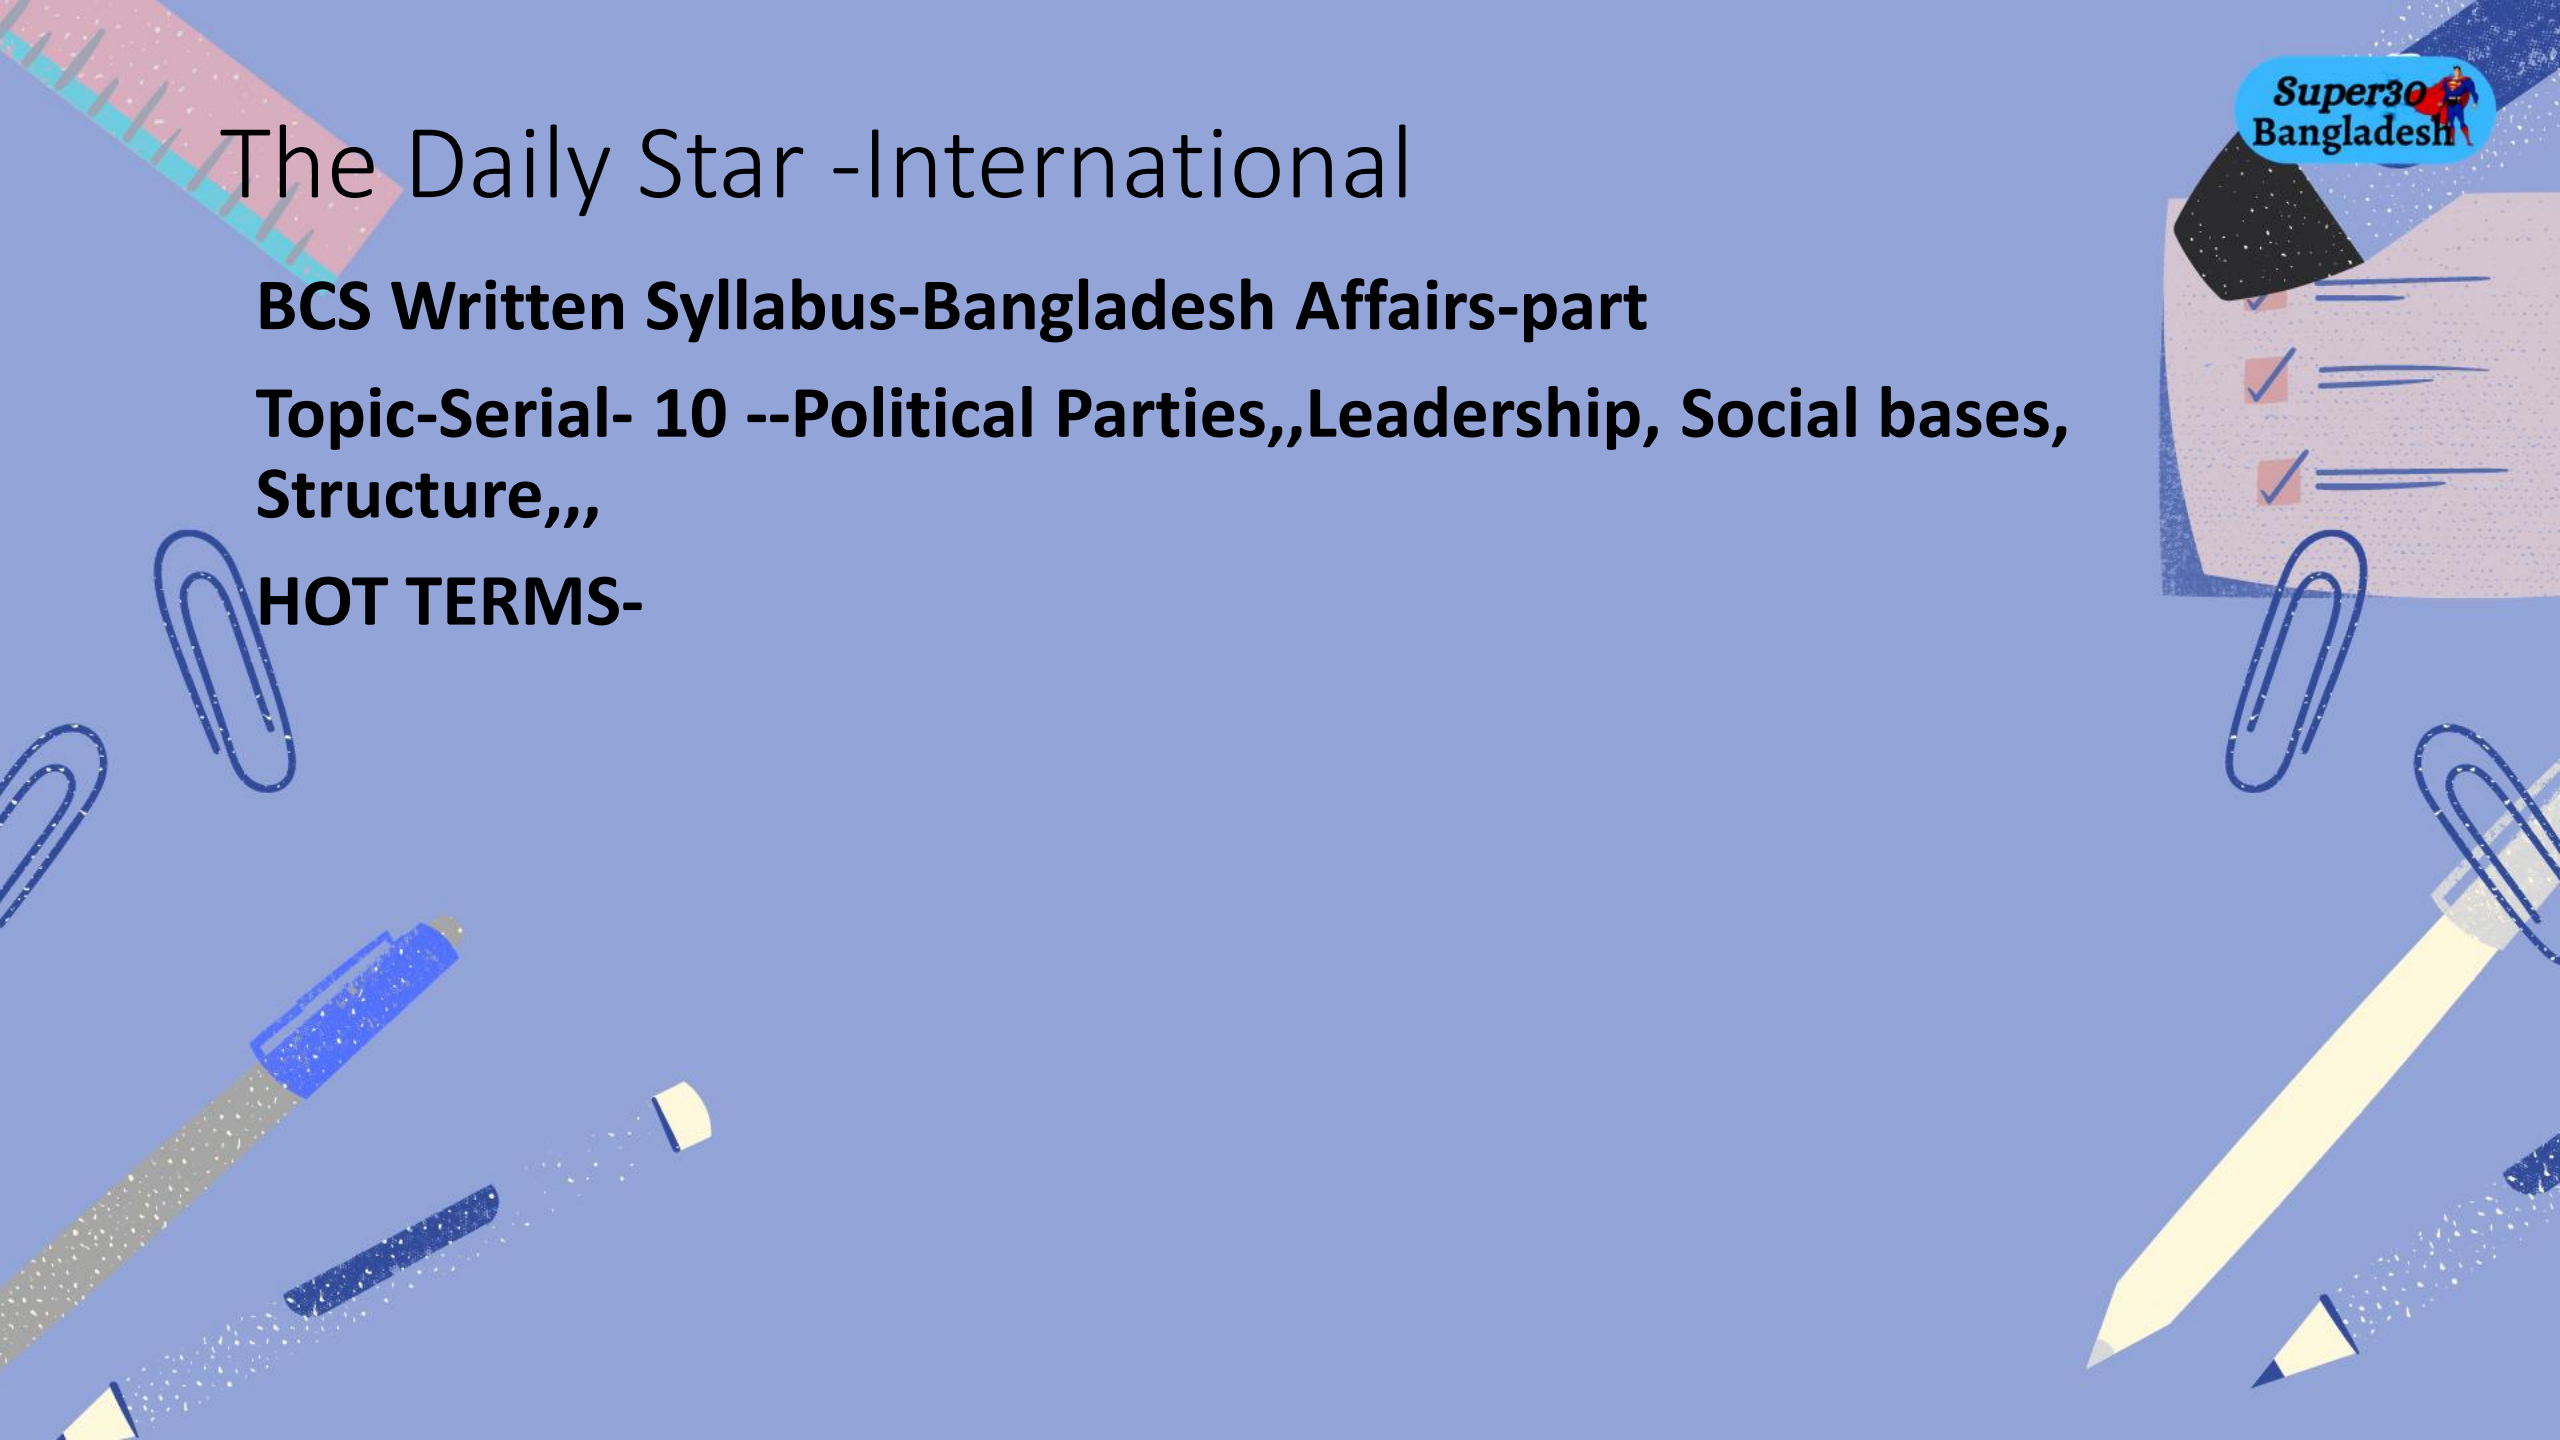 Super30
Bangladesh
The Daily Star -International
BCS Written Syllabus-Bangladesh Affairs-part
Topic-Serial- 10 --Political Parties,,Leadership, Social bases,
Structure,,,
HOT TERMS-